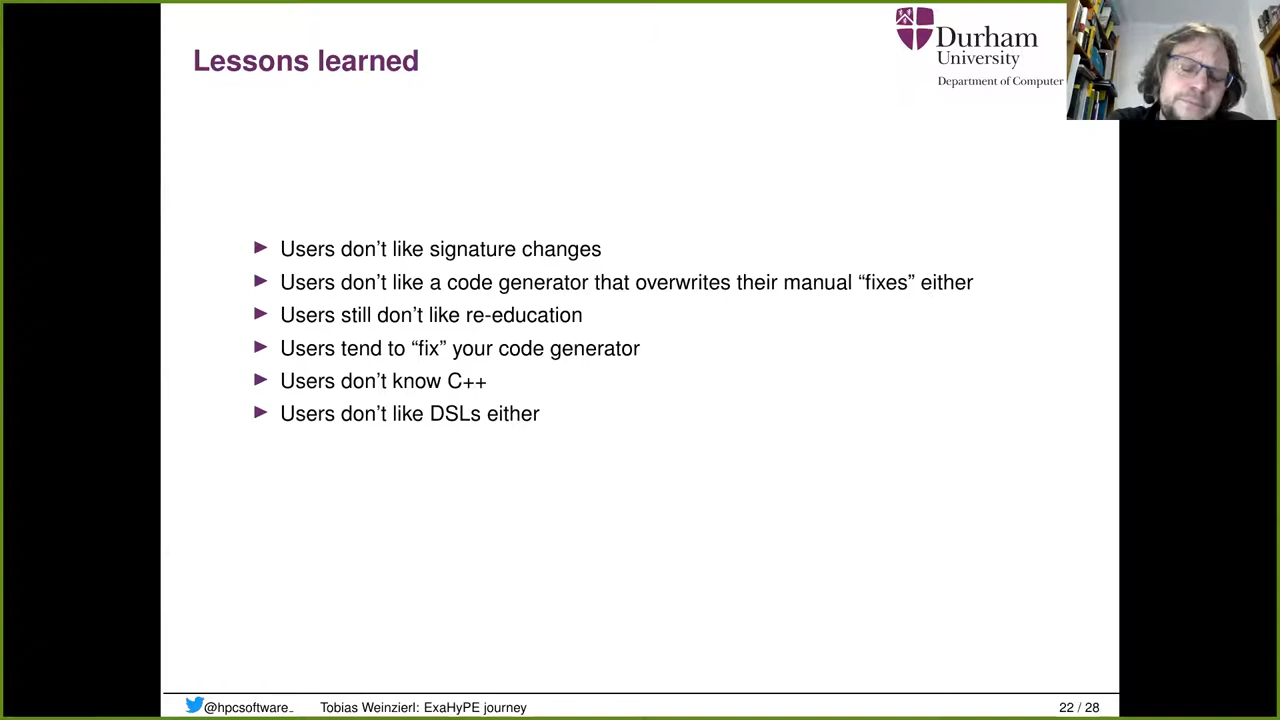 Lessons learned
Durham
University
Department of Computer
► Users don't like signature changes
► Users don't like a code generator that overwrites their manual “fixes” either
► Users still don't like re-education
► Users tend to “fix” your code generator
► Users don't know C++
► Users don't like DSLs either
@hpcsoftware_ Tobias Weinzierl: ExaHyPE journey 22 / 28